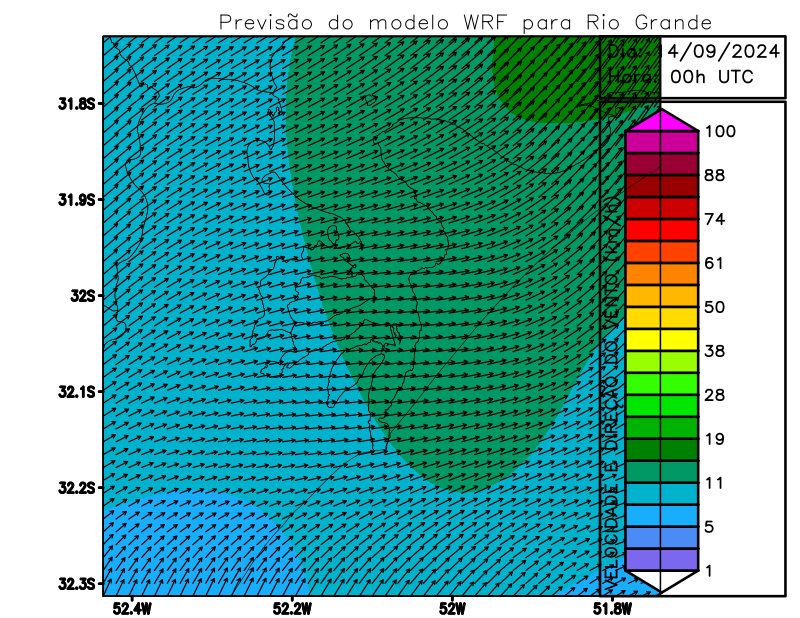 Previsão do modelo WRF para Rio Grande
Dia: 4/09/2024
Hora: 00h UTC
31.8S
31.9S
32S
32.1S
32.2S
32.3S
52.4W
52.2W
52W
51.8W
VELOCIDADE E DIREÇÃO DO VENTO (km/h)
100
88
74
61
50
38
28
19
11
5
1